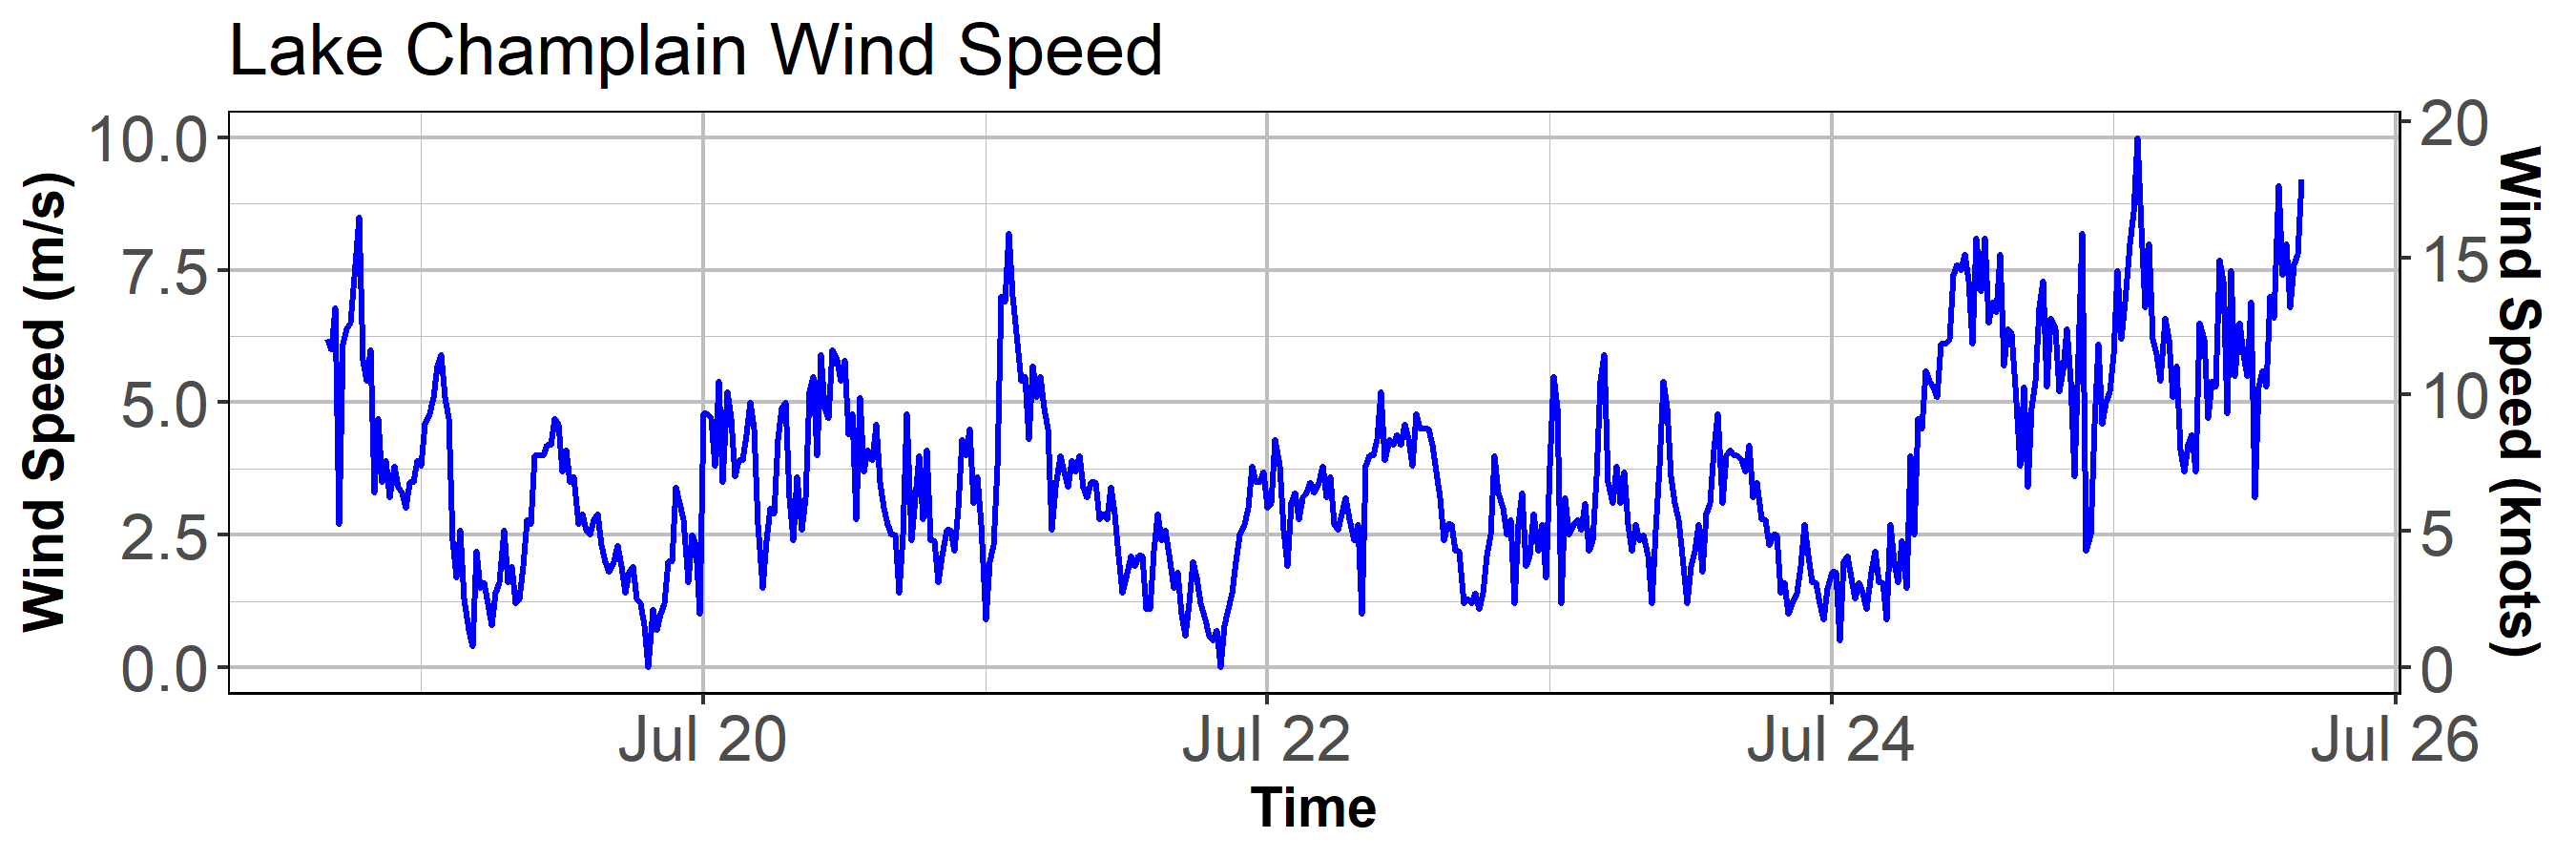 Lake Champlain Wind Speed
Wind Speed (m/s)
10.0
7.5
5.0
2.5
0.0
20
15
10
5
0
Wind Speed (knots)
Jul 20
Jul 22
Jul 24
Jul 26
Time